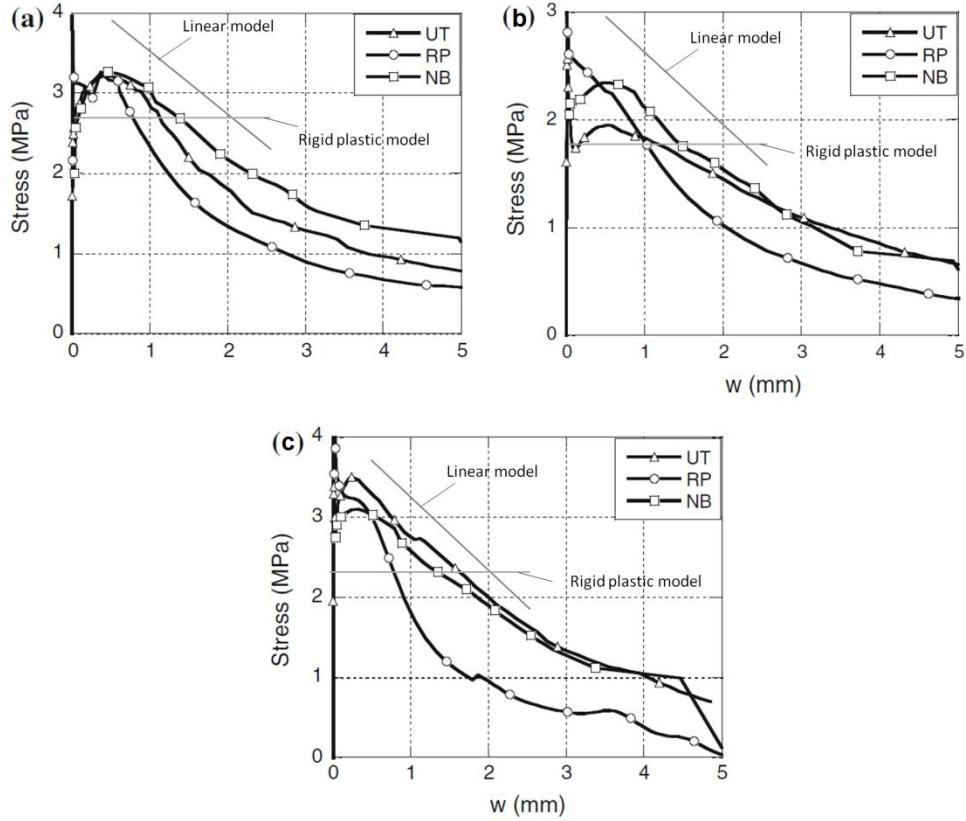 (a)
4
3
2
1
0
Stress (MPa)
Linear model
Rigid plastic model
UT
RP
NB
0 1 2 3 4 5
(b)
3
2
1
0
Stress (MPa)
Linear model
Rigid plastic model
UT
RP
NB
0 1 2 3 4 5
w (mm)
(c)
4
3
2
1
0
Stress (MPa)
Linear model
Rigid plastic model
UT
RP
NB
0 1 2 3 4 5
w (mm)